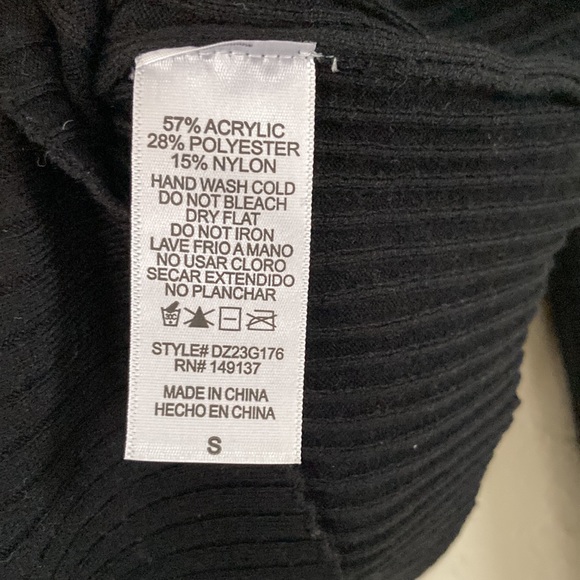 57% ACRYLIC
28% POLYESTER
15% NYLON
HAND WASH COLD
DO NOT BLEACH
DRY FLAT
DO NOT IRON
LAVE FRIO A MANO
NO USAR CLORO
SECAR EXTENDIDO
NO PLANCHAR
STYLE# DZ23G176
RN# 149137
MADE IN CHINA
HECHO EN CHINA
S